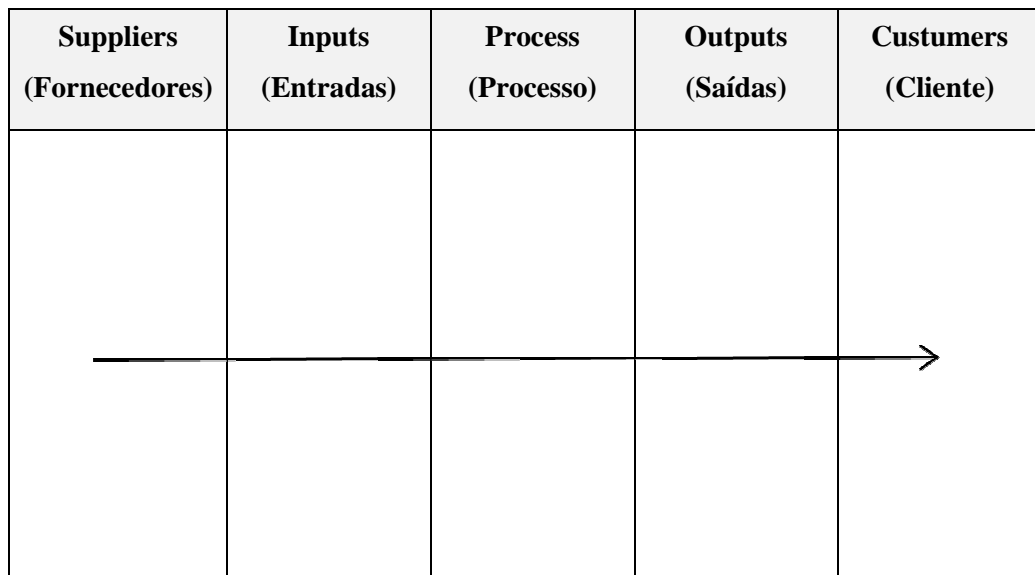 Suppliers
(Fornecedores)
Inputs
(Entradas)
Process
(Processo)
Outputs
(Saídas)
Custumers
(Cliente)